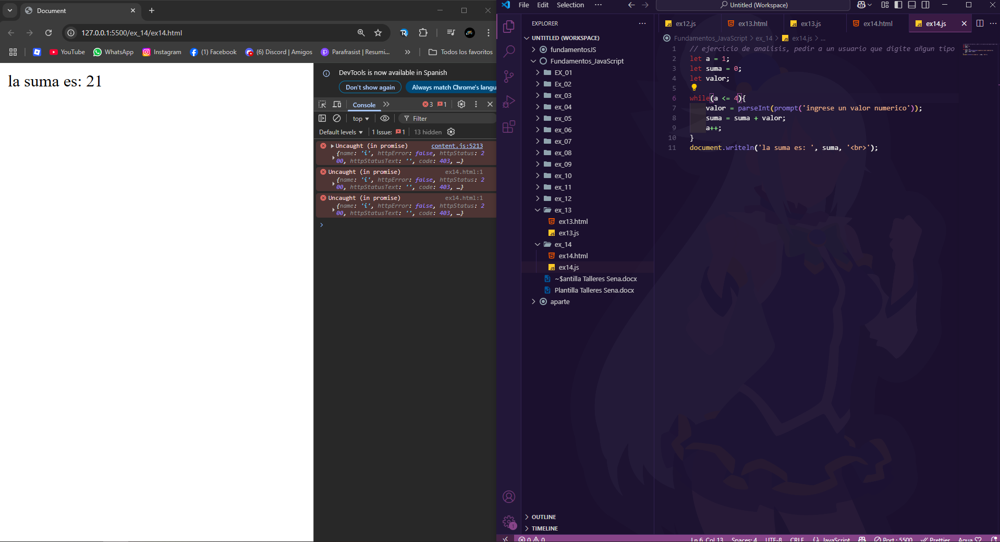 Document
127.0.0.1:5500/ex_14/ex14.html
YouTube
WhatsApp
Instagram
(1) Facebook
(6) Discord | Amigos
Parafrasist | Resumi...
Todos los favoritos
la suma es: 21
DevTools is now available in Spanish
Don't show again
Always match Chrome's langu
Console
3
1
top
Filter
Default levels
1 Issue: 1
13 hidden
Uncaught (in promise) content.js:5213
{name: 'i', httpError: false, httpStatus: 2
00, httpStatusText: '', code: 403, …}
Uncaught (in promise) ex14.html:1
{name: 'i', httpError: false, httpStatus: 2
00, httpStatusText: '', code: 403, …}
Uncaught (in promise) ex14.html:1
{name: 'i', httpError: false, httpStatus: 2
00, httpStatusText: '', code: 403, …}
File Edit Selection ···
Untitled (Workspace)
EXPLORER
UNTITLED (WORKSPACE)
fundamentosJS
Fundamentos_JavaScript
EX_01
Ex_02
ex_03
ex_04
ex_05
ex_06
ex_07
ex_08
ex_09
ex_10
ex_11
ex_12
ex_13
ex13.html
ex13.js
ex_14
ex14.html
ex14.js
~$antilla Talleres Sena.docx
Plantilla Talleres Sena.docx
aparte
OUTLINE
TIMELINE
ex12.js
ex13.html
ex13.js
ex14.html
ex14.js
Fundamentos_JavaScript > ex_14 > ex14.js > ...
1 // ejercicio de analisis, pedir a un usuario que digite añgun tipo
2 let a = 1;
3 let suma = 0;
4 let valor;
5
6 while(a <= 4){
7 valor = parseInt(prompt('ingrese un valor numerico'));
8 suma = suma + valor;
9 a++;
10 }
11 document.writeln('la suma es: ', suma, '<br>');
1
0 0
Ln 6, Col 13
Spaces: 4
UTF-8
CRLF
{} JavaScript
Port : 5500
Prettier
Aqua